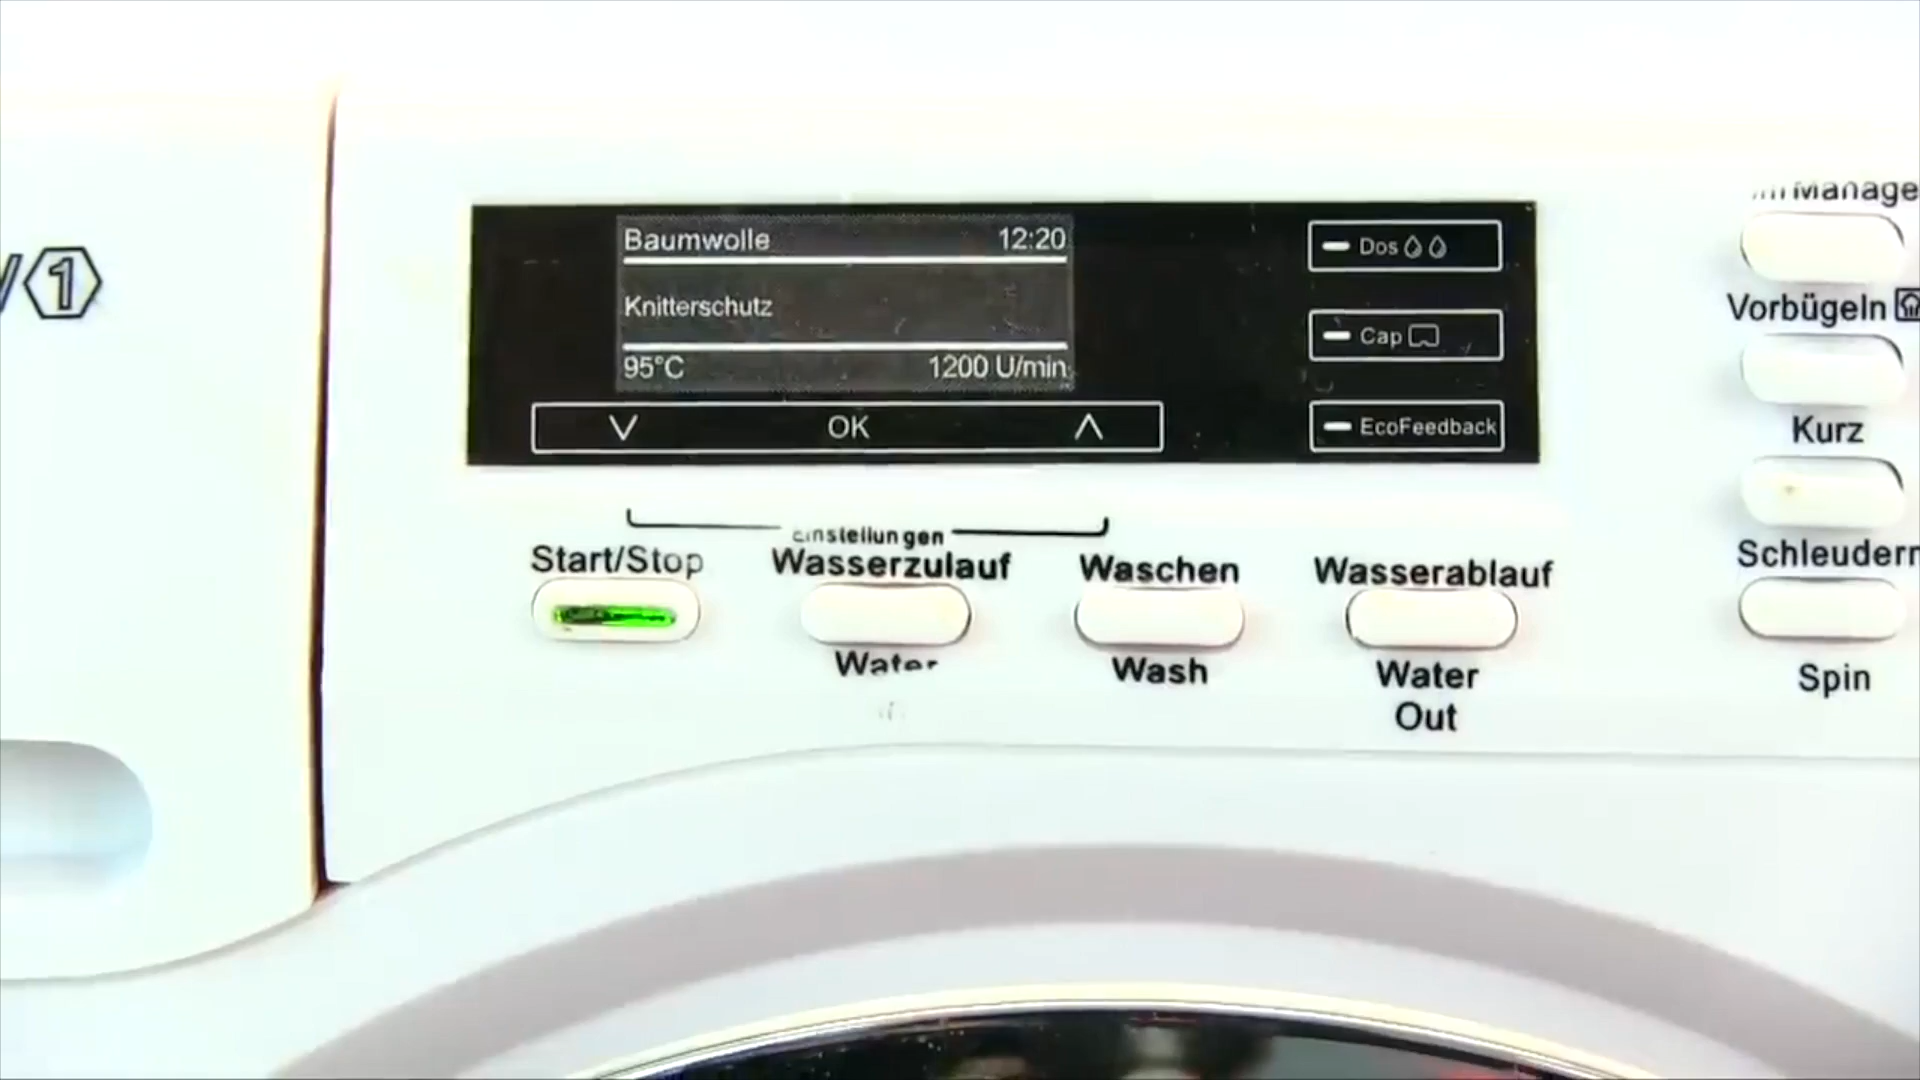 1
Baumwolle 12:20
Knitterschutz
95°C 1200 U/min
OK
Dos
Cap
EcoFeedback
Vorbügeln
Kurz
Schleudern
Spin
Einstellungen
Start/Stop
Wasserzulauf
Water
Waschen
Wash
Wasserablauf
Water
Out